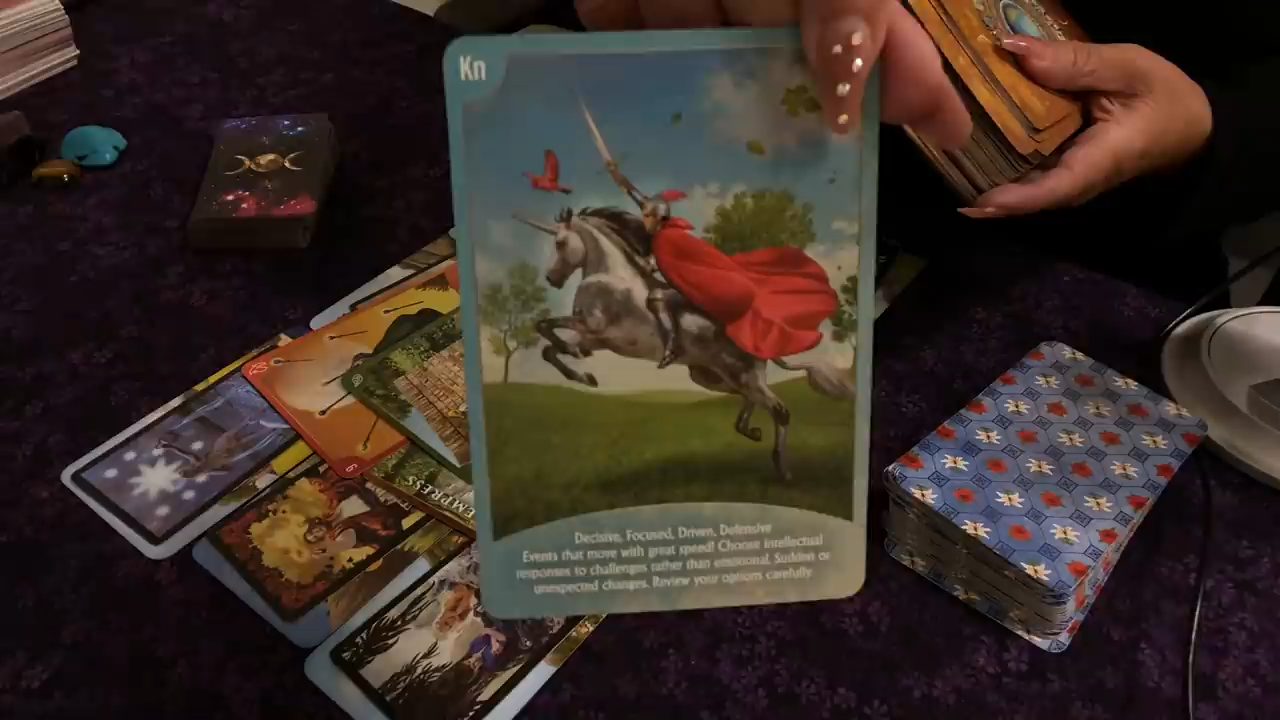 Kn
Decisive, Focused, Driven, Defensive
Events that move with great speed! Choose intellectual
responses to challenges rather than emotional. Sudden or
unexpected changes. Review your options carefully
EMPRESS
6